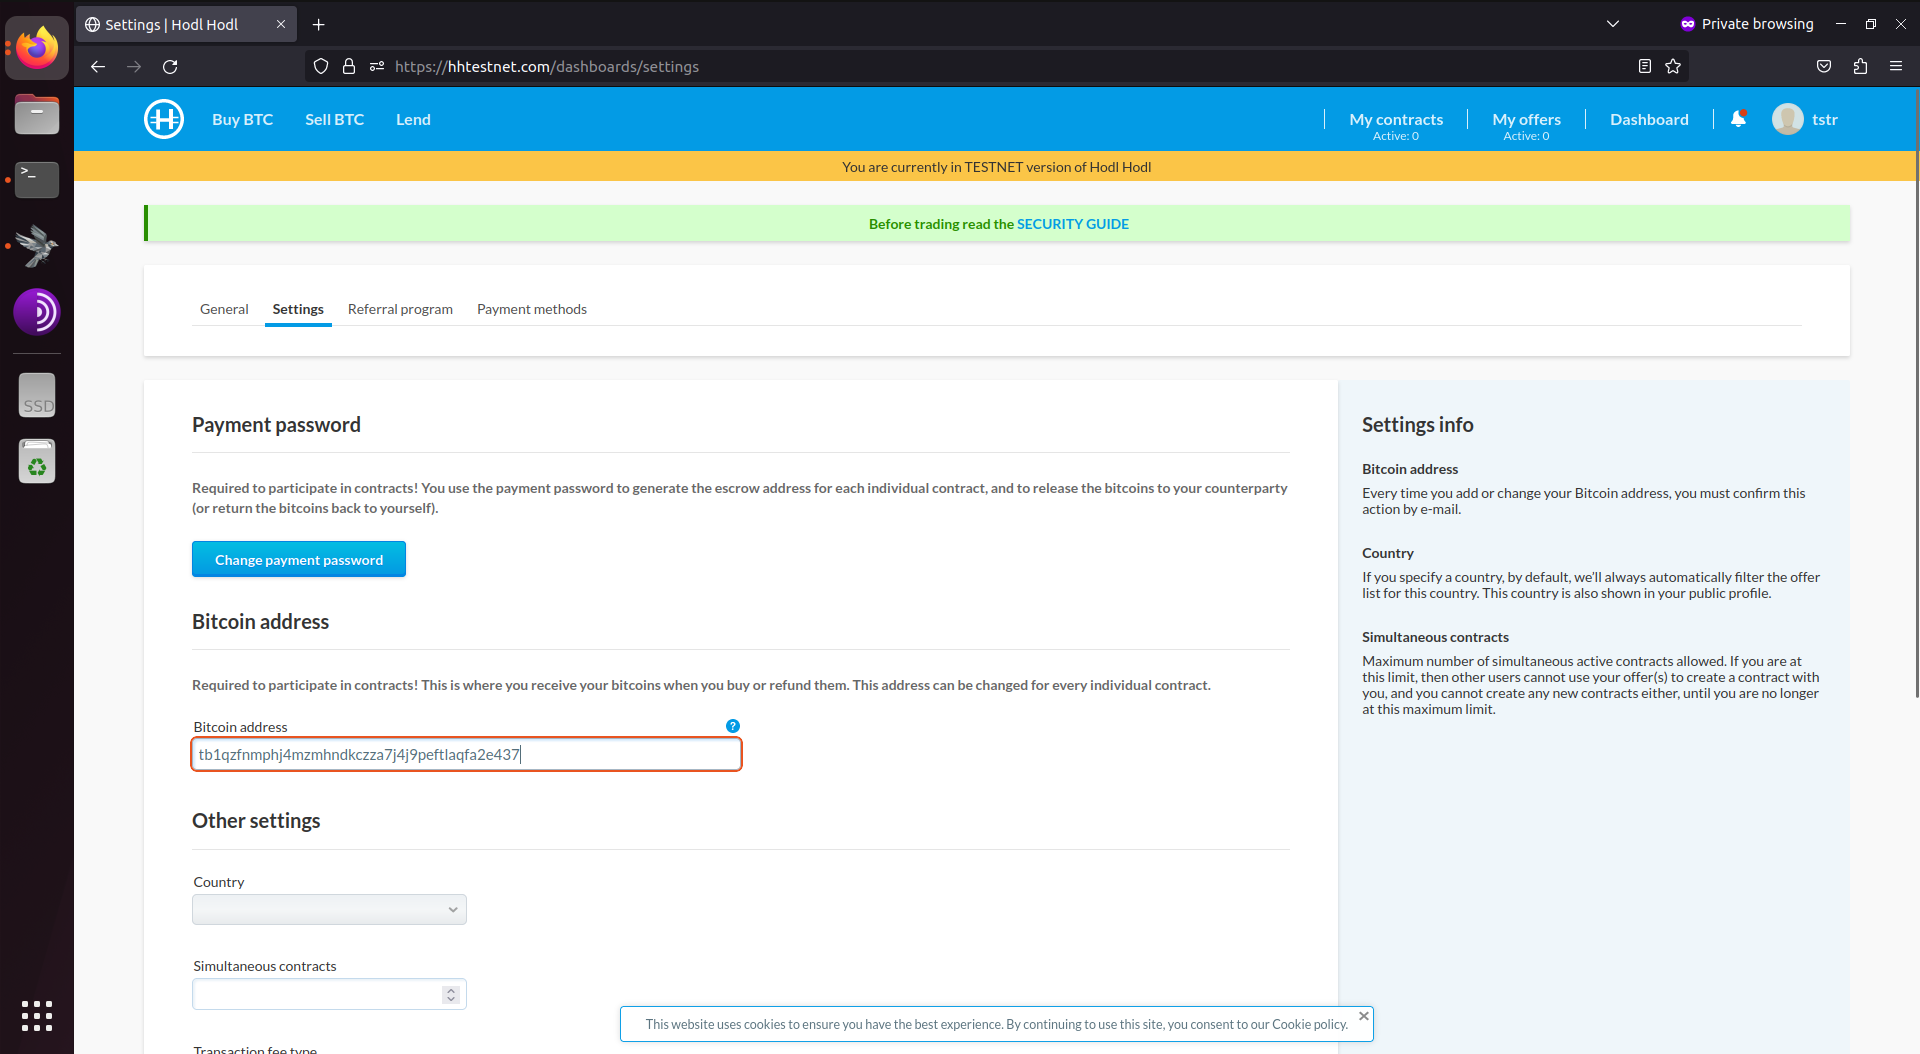 Settings | Hodl Hodl
Private browsing
https://hhtestnet.com/dashboards/settings
Buy BTC
Sell BTC
Lend
My contracts
Active: 0
My offers
Active: 0
Dashboard
tstr
You are currently in TESTNET version of Hodl Hodl
Before trading read the SECURITY GUIDE
General
Settings
Referral program
Payment methods
Payment password
Required to participate in contracts! You use the payment password to generate the escrow address for each individual contract, and to release the bitcoins to your counterparty
(or return the bitcoins back to yourself).
Change payment password
Bitcoin address
Required to participate in contracts! This is where you receive your bitcoins when you buy or refund them. This address can be changed for every individual contract.
Bitcoin address
?
tb1qzfnmphj4mzmhndkczza7j4j9peftlaqfa2e437
Other settings
Country
Simultaneous contracts
Transaction fee type
Settings info
Bitcoin address
Every time you add or change your Bitcoin address, you must confirm this
action by e-mail.
Country
If you specify a country, by default, we'll always automatically filter the offer
list for this country. This country is also shown in your public profile.
Simultaneous contracts
Maximum number of simultaneous active contracts allowed. If you are at
this limit, then other users cannot use your offer(s) to create a contract with
you, and you cannot create any new contracts either, until you are no longer
at this maximum limit.
This website uses cookies to ensure you have the best experience. By continuing to use this site, you consent to our Cookie policy.
SSD
>_